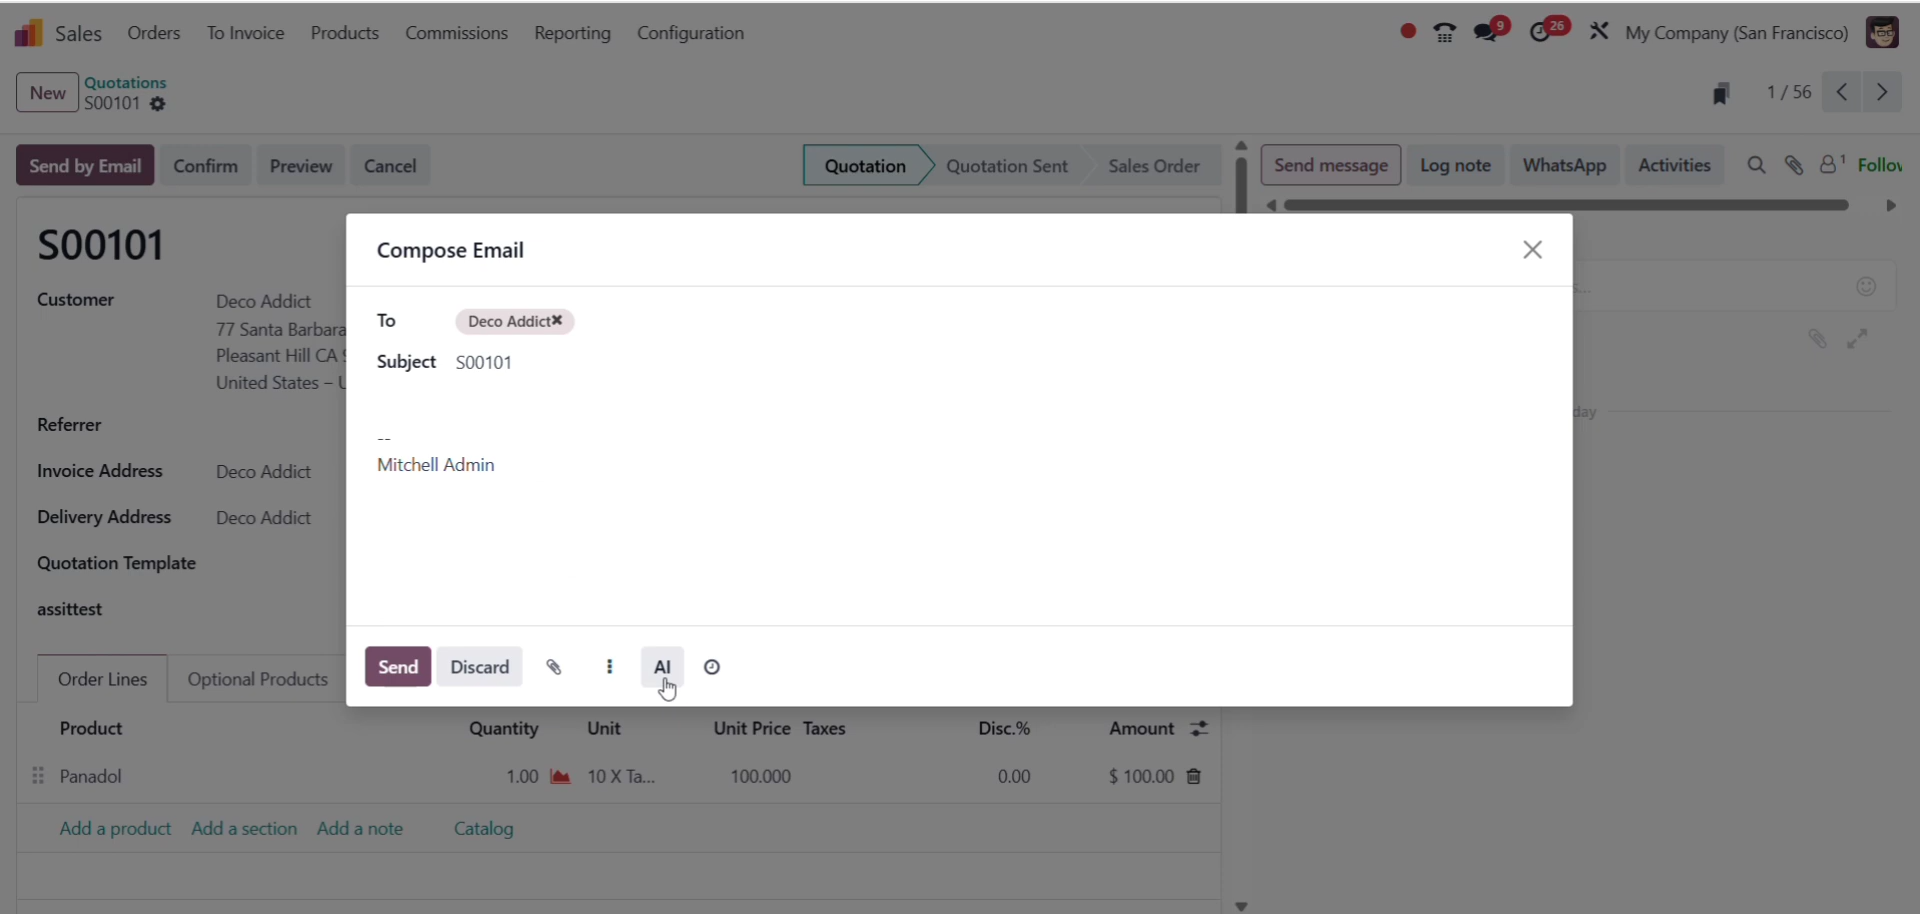 Sales Orders To Invoice Products Commissions Reporting Configuration 9 26 My Company (San Francisco)
New Quotations
S00101 1 / 56
Send by Email Confirm Preview Cancel Quotation Quotation Sent Sales Order Send message Log note WhatsApp Activities 1
S00101
Compose Email
Customer Deco Addict
77 Santa Barbara
Pleasant Hill CA
United States –
To Deco Addict
Subject S00101
day
Referrer
--
Mitchell Admin
Invoice Address Deco Addict
Delivery Address Deco Addict
Quotation Template
assittest
Send Discard AI
Order Lines Optional Products
Product Quantity Unit Unit Price Taxes Disc.% Amount
Panadol 1.00 10 X Ta... 100.000 0.00 $ 100.00
Add a product Add a section Add a note Catalog